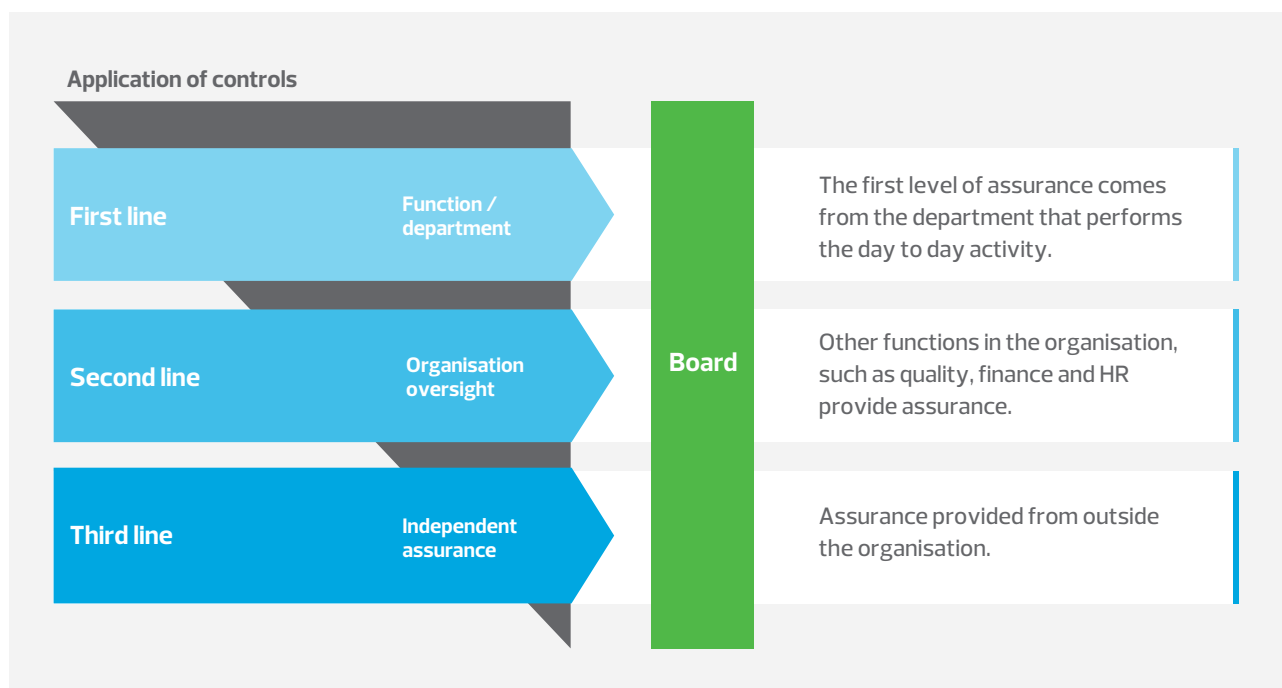 Application of controls
First line
Function /
department
The first level of assurance comes
from the department that performs
the day to day activity.
Second line
Organisation
oversight
Board
Other functions in the organisation,
such as quality, finance and HR
provide assurance.
Third line
Independent
assurance
Assurance provided from outside
the organisation.